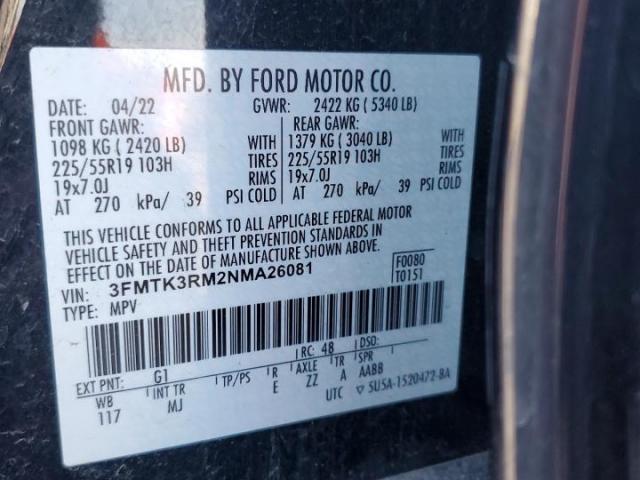 MFD. BY FORD MOTOR CO.
DATE: 04/22 GVWR: 2422 KG ( 5340 LB)
FRONT GAWR: REAR GAWR:
1098 KG ( 2420 LB) WITH 1379 KG ( 3040 LB) WITH
225/55R19 103H TIRES 225/55R19 103H TIRES
19x7.0J RIMS 19x7.0J RIMS
AT 270 kPa/ 39 PSI COLD AT 270 kPa/ 39 PSI COLD
THIS VEHICLE CONFORMS TO ALL APPLICABLE FEDERAL MOTOR
VEHICLE SAFETY AND THEFT PREVENTION STANDARDS IN
EFFECT ON THE DATE OF MANUFACTURE SHOWN ABOVE. F0080
VIN: 3FMTK3RM2NMA26081 T0151
TYPE: MPV
RC: 48 DSO:
EXT PNT: G1
WB INT TR TP/PS R AXLE TR SPR
117 MJ E ZZ A AABB
UTC ▽ 5U5A-1520472-BA